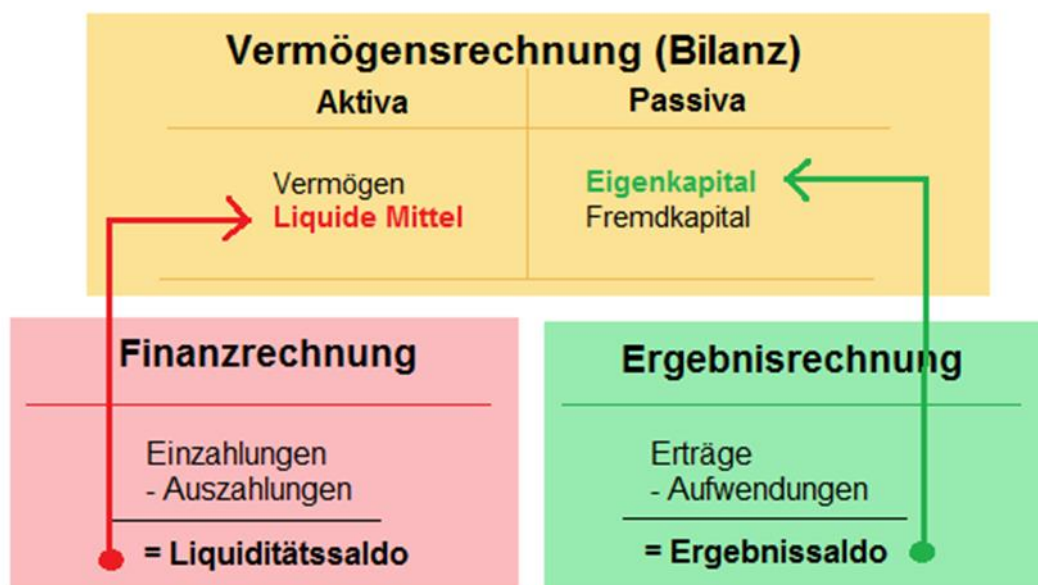 Vermögensrechnung (Bilanz)
Aktiva
Passiva
Vermögen
Liquide Mittel
Eigenkapital
Fremdkapital
Finanzrechnung
Einzahlungen
- Auszahlungen
= Liquiditätssaldo
Ergebnisrechnung
Erträge
- Aufwendungen
= Ergebnissaldo